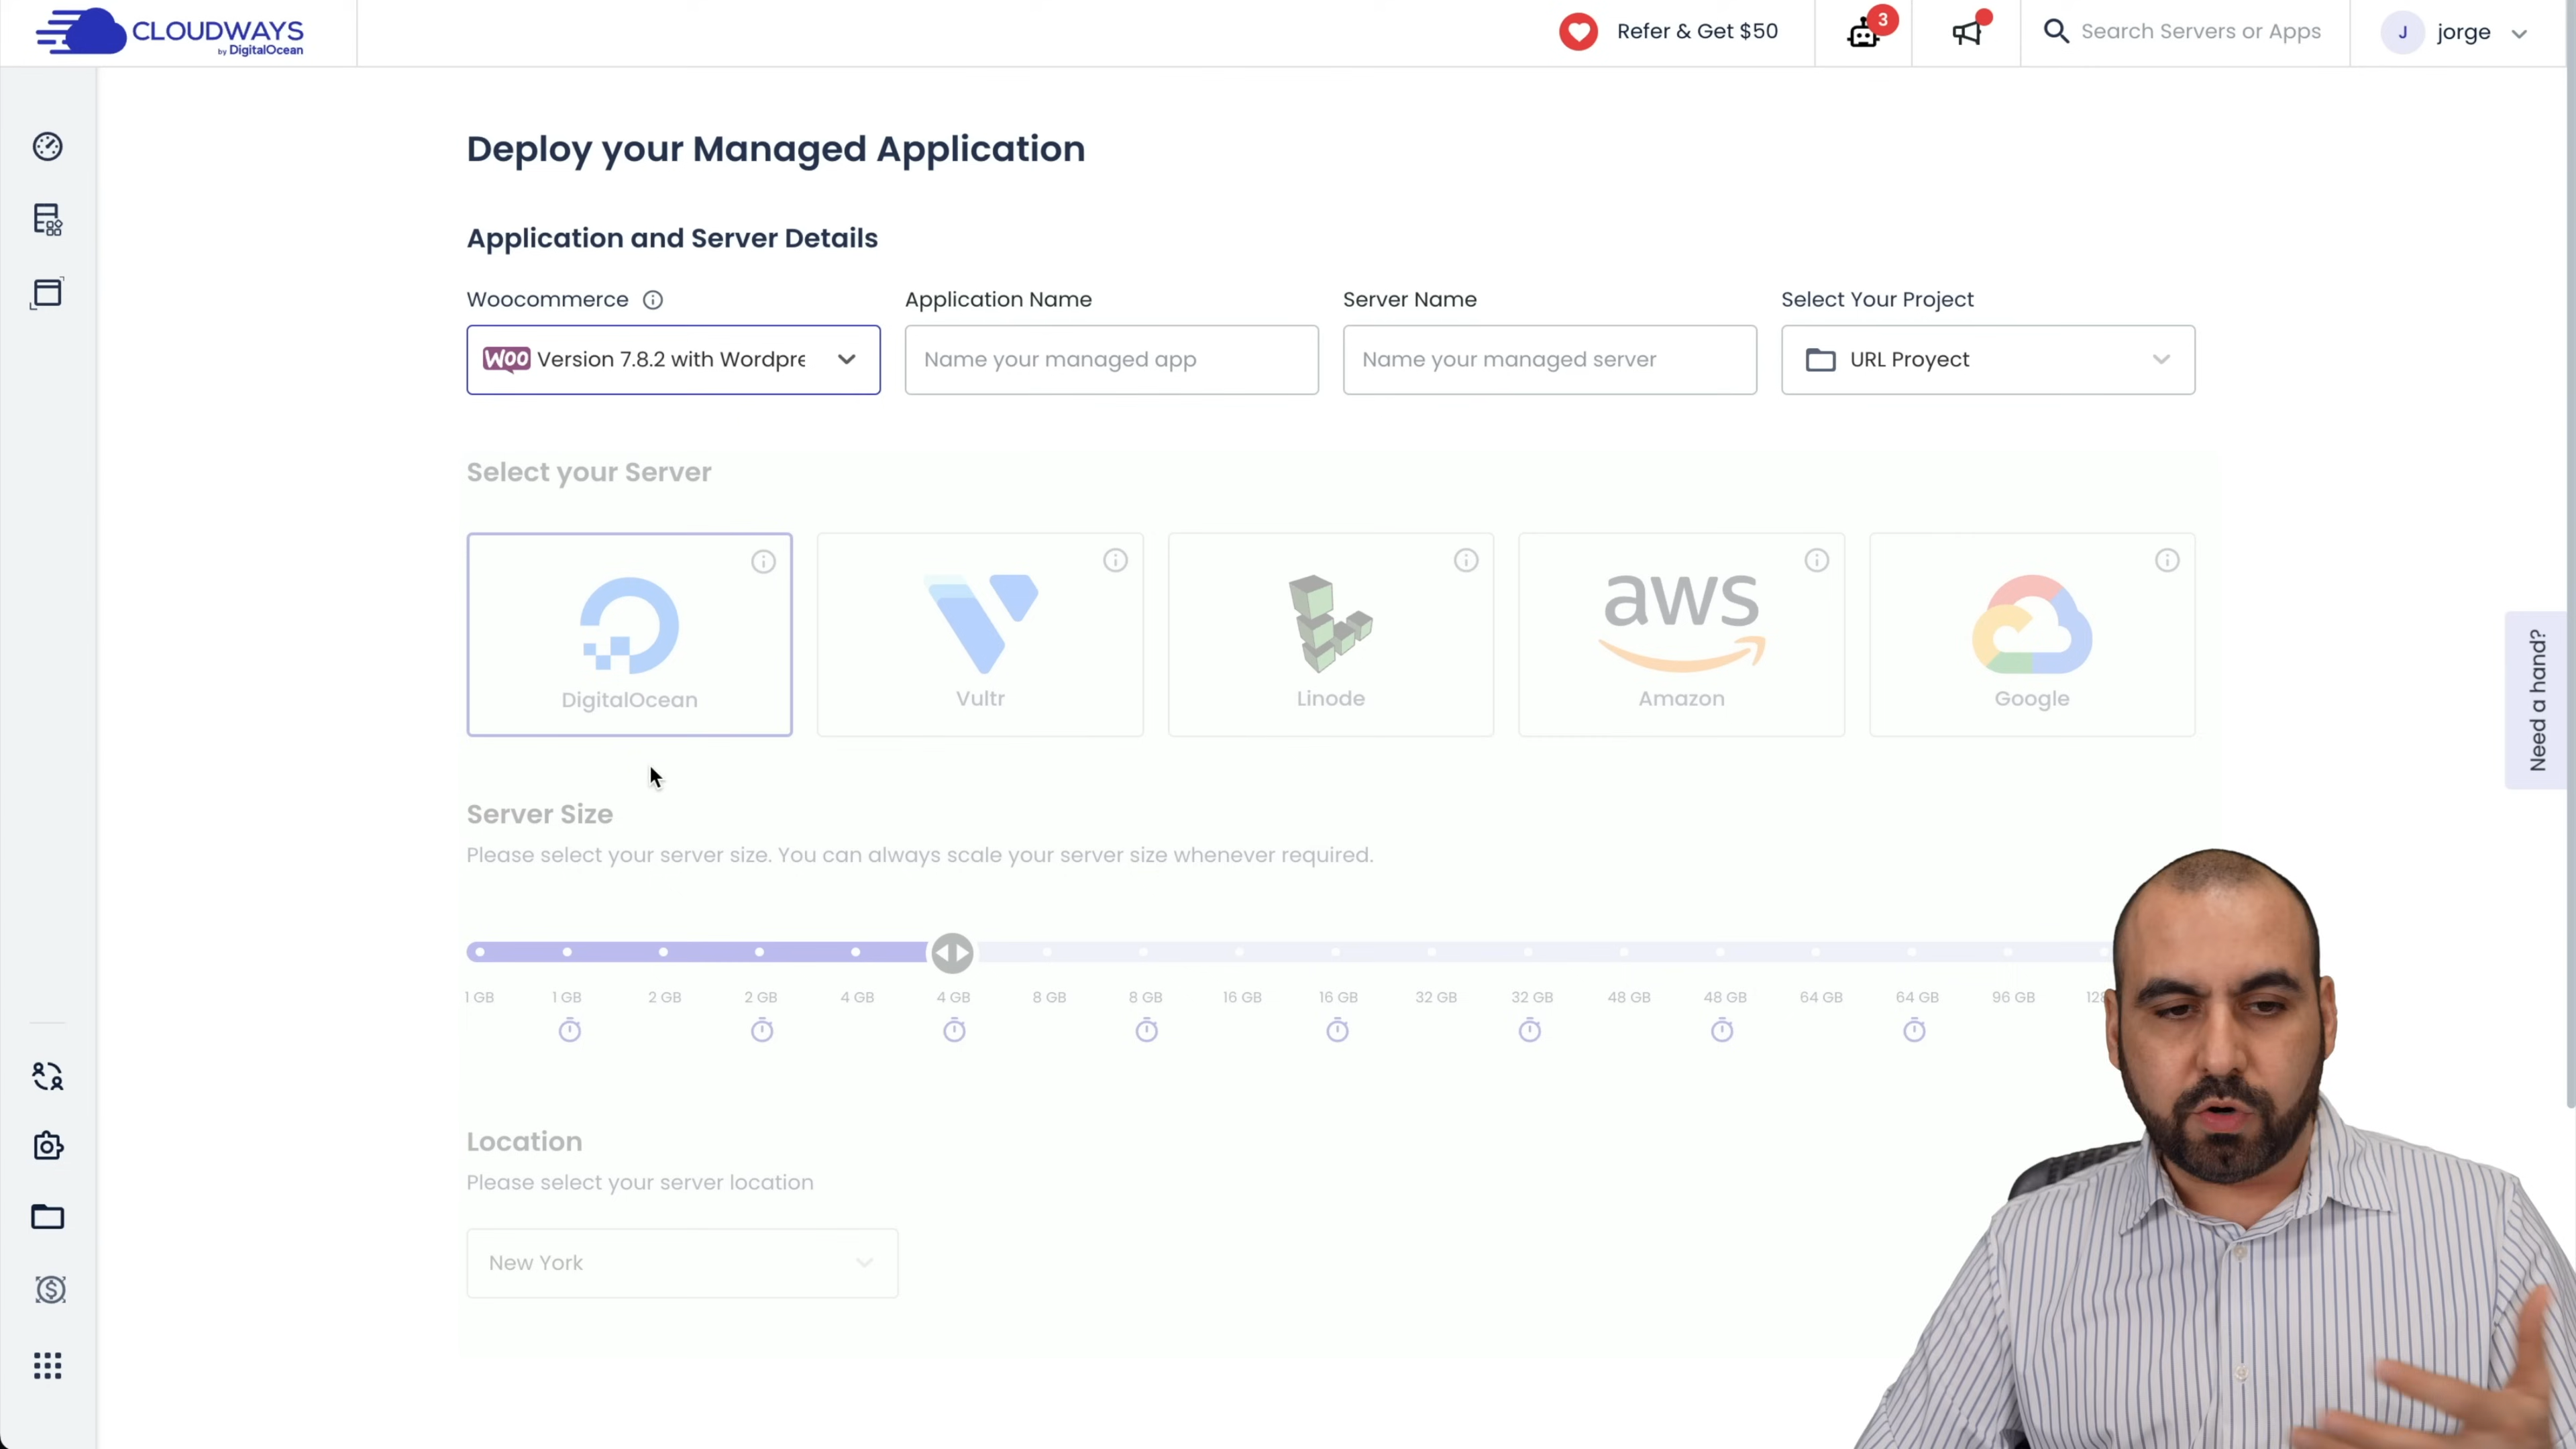 CLOUDWAYS
by DigitalOcean
Refer & Get $50
3
Search Servers or Apps
J
jorge
Deploy your Managed Application
Application and Server Details
Woocommerce
Application Name
Server Name
Select Your Project
WOO
Version 7.8.2 with Wordpre
Name your managed app
Name your managed server
URL Proyect
Select your Server
DigitalOcean
Vultr
Linode
aws
Amazon
Google
Need a hand?
Server Size
Please select your server size. You can always scale your server size whenever required.
1 GB
1 GB
2 GB
2 GB
4 GB
4 GB
8 GB
8 GB
16 GB
16 GB
32 GB
32 GB
48 GB
48 GB
64 GB
64 GB
96 GB
Location
Please select your server location
New York